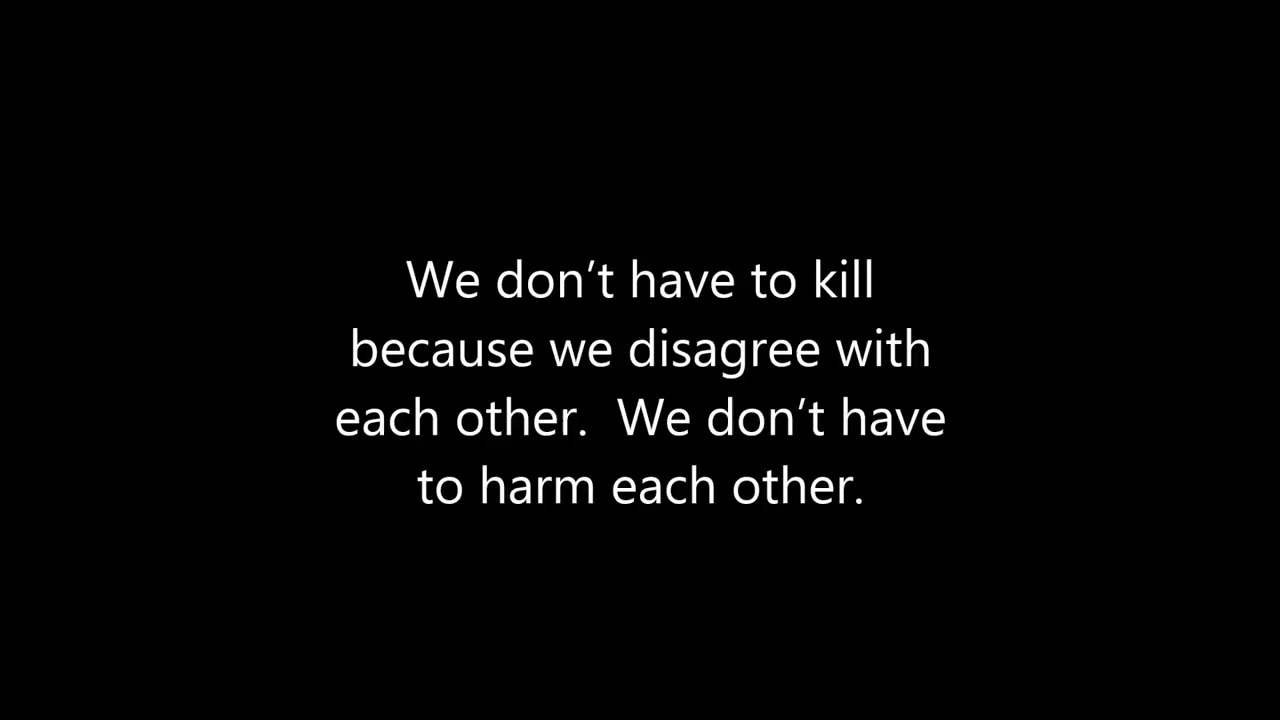 We don’t have to kill
because we disagree with
each other.  We don’t have
to harm each other.